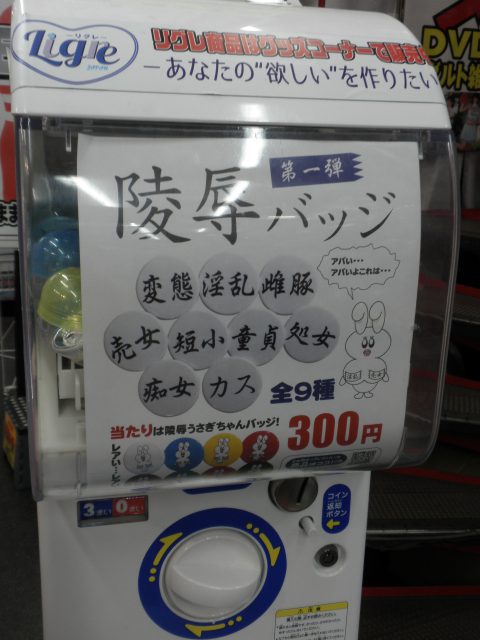 ーリグレー
Ligre
JAPAN
リグレ商品はグッズコーナーで販売中
ーあなたの"欲しい"を作りたい
DVD
第一弾
陵辱バッジ
アバい…
アバいよこれは…
変態 淫乱 雌豚
売女 短小 童貞 処女
痴女 カス
全9種
当たりは陵辱うさぎちゃんバッジ!
300円
コイン
返却
ボタン